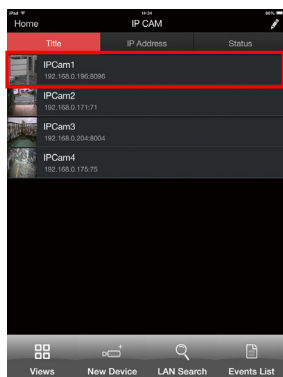 iPad 14:24 86%
Home IP CAM
Title IP Address Status
IPCam1
192.168.0.196:8096
IPCam2
192.168.0.171:71
IPCam3
192.168.0.204:8004
IPCam4
192.168.0.175:75
Views New Device LAN Search Events List